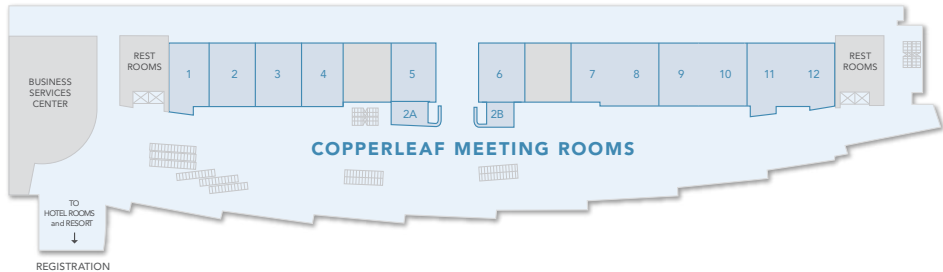 REST
ROOMS
1
2
3
4
5
6
7
8
9
10
11
12
REST
ROOMS
BUSINESS
SERVICES
CENTER
2A
2B
COPPERLEAF MEETING ROOMS
TO
HOTEL ROOMS
and RESORT
REGISTRATION